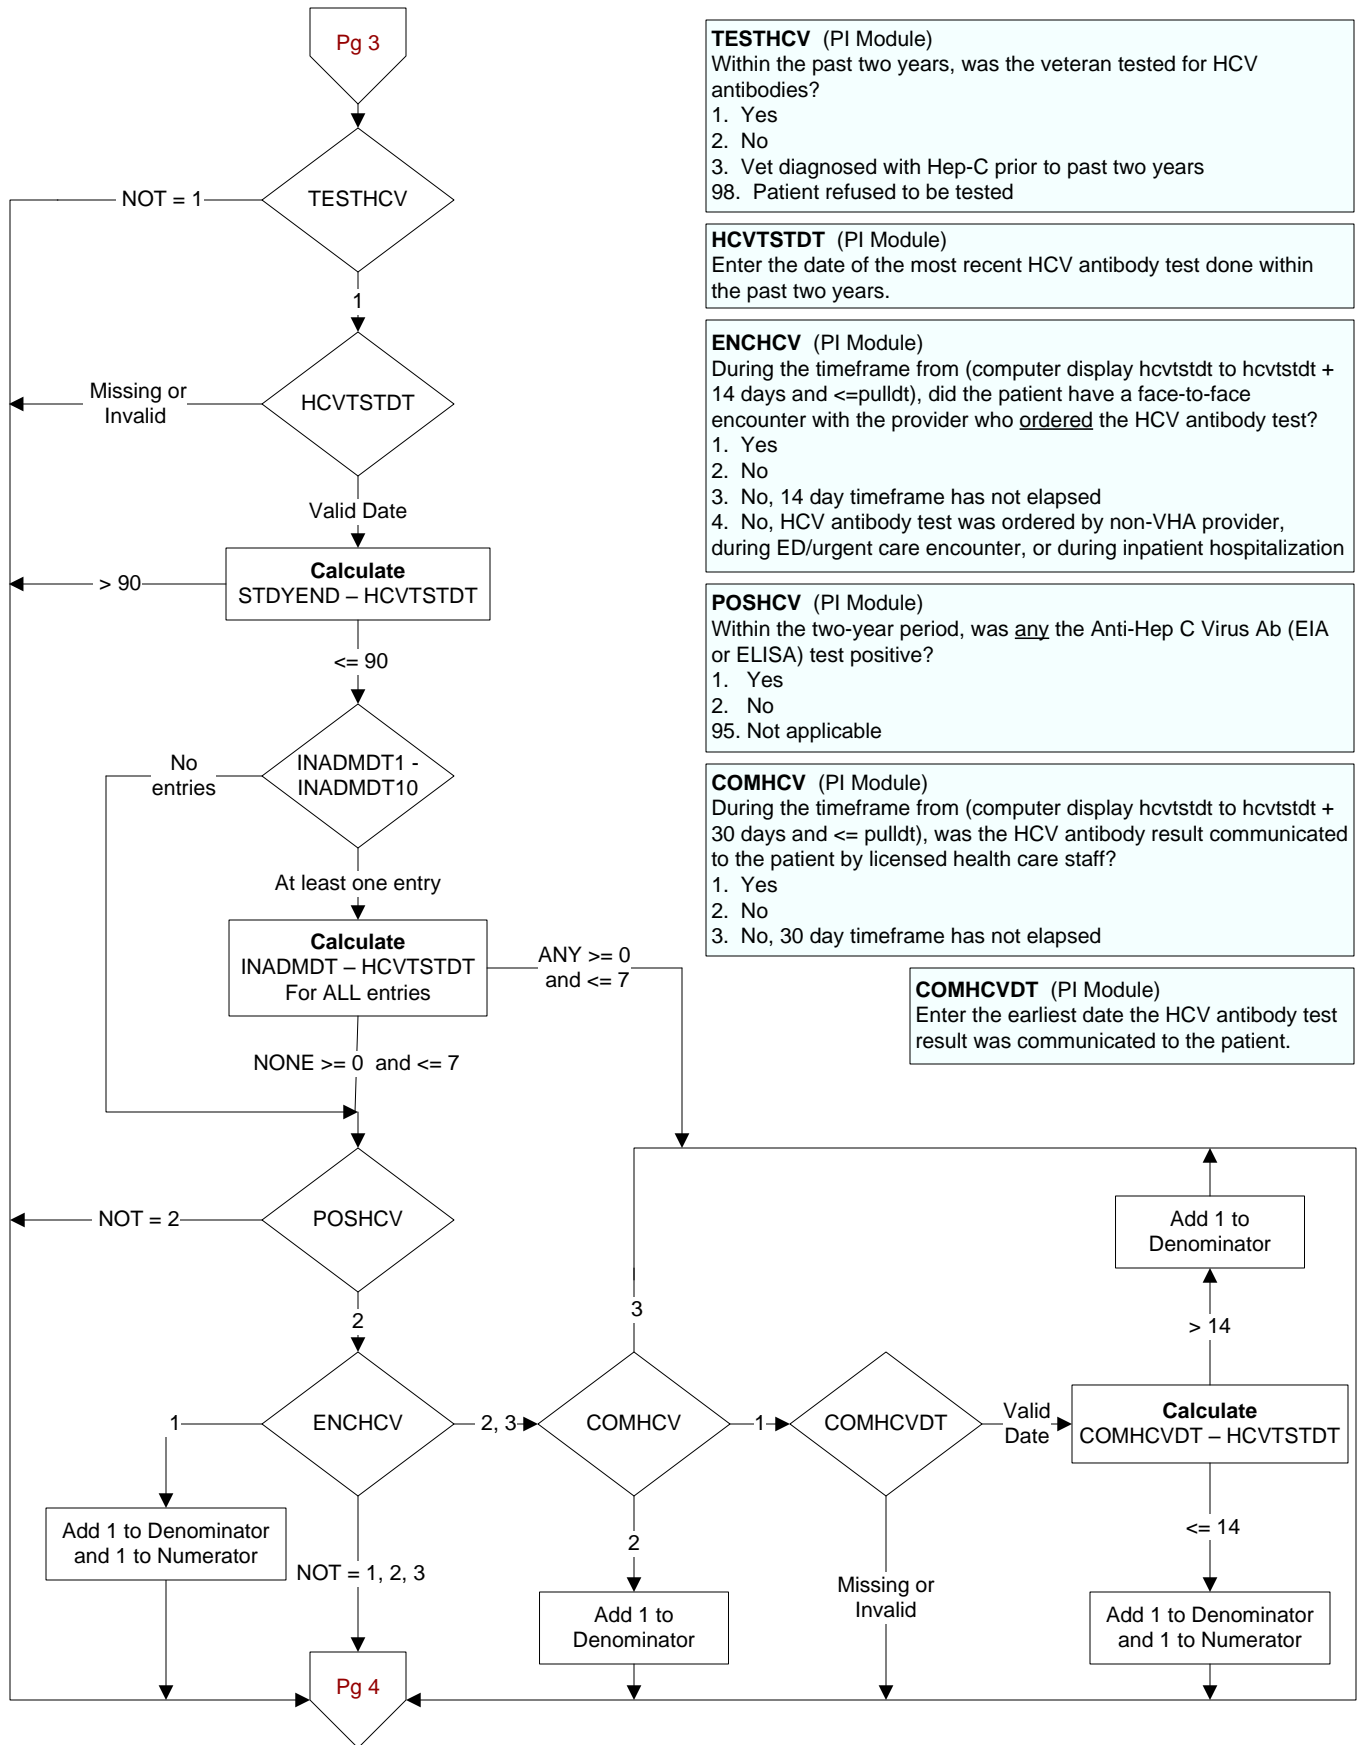 Pg 3
TESTHCV
NOT = 1
1
HCVTSTDT
Missing or
Invalid
Valid Date
Calculate
STDYEND – HCVTSTDT
> 90
<= 90
INADMDT1 -
INADMDT10
No
entries
At least one entry
Calculate
INADMDT – HCVTSTDT
For ALL entries
ANY >= 0
and <= 7
NONE >= 0 and <= 7
POSHCV
NOT = 2
2
ENCHCV
1
2, 3
NOT = 1, 2, 3
Add 1 to Denominator
and 1 to Numerator
COMHCV
3
1
2
Add 1 to
Denominator
COMHCVDT
Missing or
Invalid
Valid
Date
Calculate
COMHCVDT – HCVTSTDT
> 14
Add 1 to
Denominator
<= 14
Add 1 to Denominator
and 1 to Numerator
Pg 4
TESTHCV (PI Module)
Within the past two years, was the veteran tested for HCV
antibodies?
1. Yes
2. No
3. Vet diagnosed with Hep-C prior to past two years
98. Patient refused to be tested
HCVTSTDT (PI Module)
Enter the date of the most recent HCV antibody test done within
the past two years.
ENCHCV (PI Module)
During the timeframe from (computer display hcvtstdt to hcvtstdt +
14 days and <=pulldt), did the patient have a face-to-face
encounter with the provider who ordered the HCV antibody test?
1. Yes
2. No
3. No, 14 day timeframe has not elapsed
4. No, HCV antibody test was ordered by non-VHA provider,
during ED/urgent care encounter, or during inpatient hospitalization
POSHCV (PI Module)
Within the two-year period, was any the Anti-Hep C Virus Ab (EIA
or ELISA) test positive?
1. Yes
2. No
95. Not applicable
COMHCV (PI Module)
During the timeframe from (computer display hcvtstdt to hcvtstdt +
30 days and <= pulldt), was the HCV antibody result communicated
to the patient by licensed health care staff?
1. Yes
2. No
3. No, 30 day timeframe has not elapsed
COMHCVDT (PI Module)
Enter the earliest date the HCV antibody test
result was communicated to the patient.